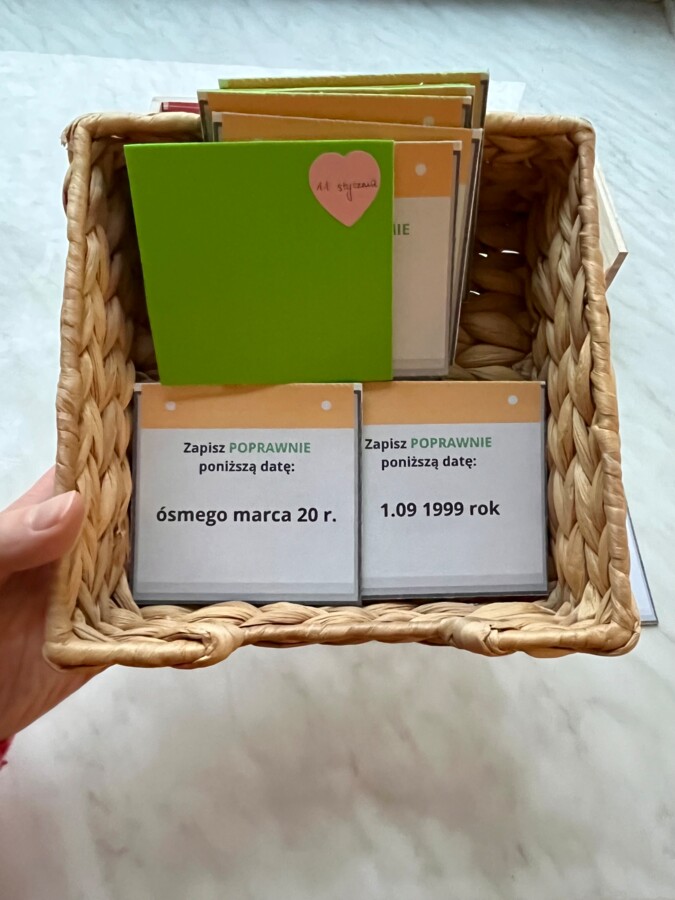 11 stycznia
NIE
Zapisz POPRAWNIE
poniższą datę:
ósmego marca 20 r.
Zapisz POPRAWNIE
poniższą datę:
1.09 1999 rok